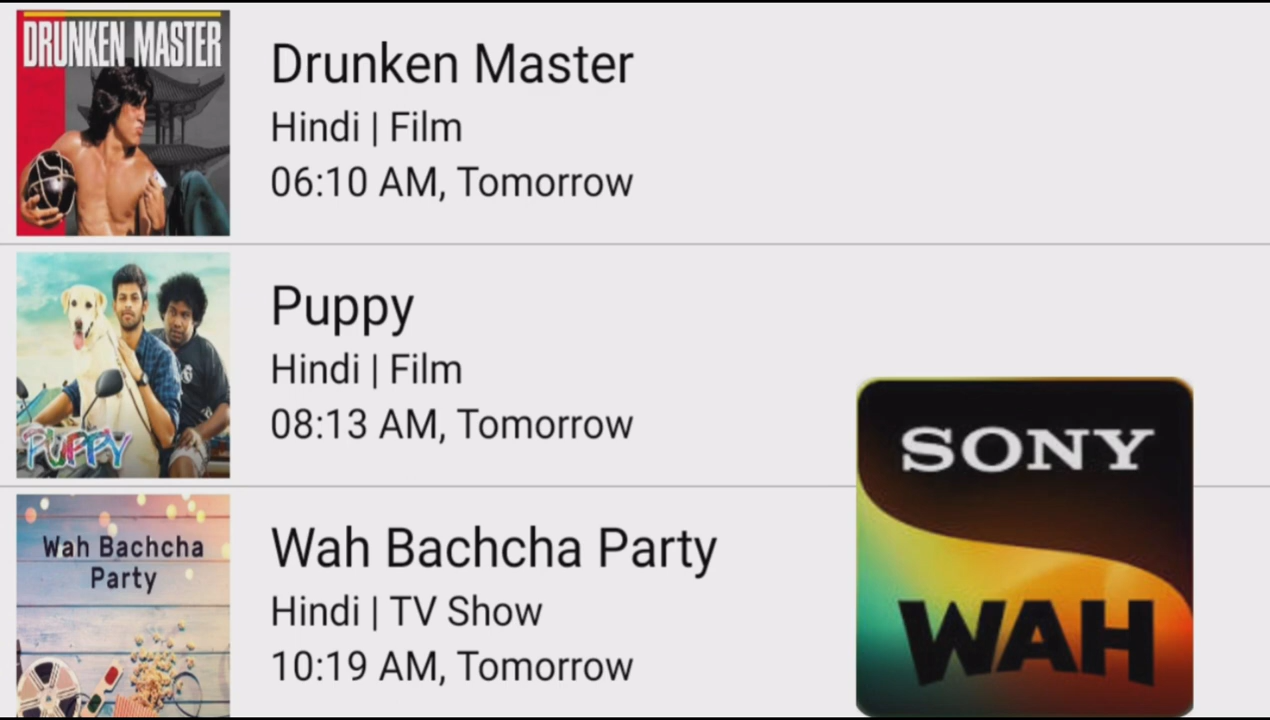 DRUNKEN MASTER
Drunken Master
Hindi | Film
06:10 AM, Tomorrow
PUPPY
Puppy
Hindi | Film
08:13 AM, Tomorrow
Wah Bachcha
Party
Wah Bachcha Party
Hindi | TV Show
10:19 AM, Tomorrow
SONY
WAH